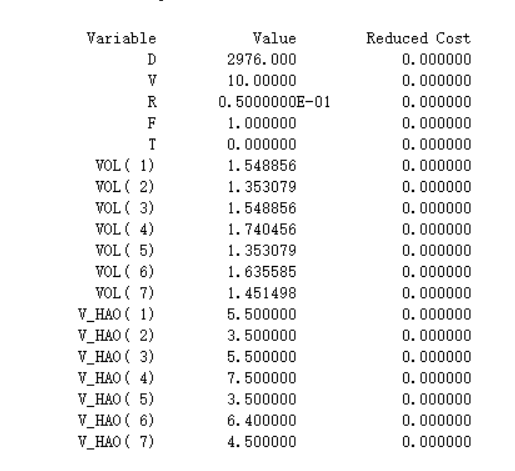 Variable Value Reduced Cost
D 2976.000 0.000000
V 10.00000 0.000000
R 0.5000000E-01 0.000000
F 1.000000 0.000000
T 0.000000 0.000000
VOL( 1) 1.548856 0.000000
VOL( 2) 1.353079 0.000000
VOL( 3) 1.548856 0.000000
VOL( 4) 1.740456 0.000000
VOL( 5) 1.353079 0.000000
VOL( 6) 1.635585 0.000000
VOL( 7) 1.451498 0.000000
V_HAO( 1) 5.500000 0.000000
V_HAO( 2) 3.500000 0.000000
V_HAO( 3) 5.500000 0.000000
V_HAO( 4) 7.500000 0.000000
V_HAO( 5) 3.500000 0.000000
V_HAO( 6) 6.400000 0.000000
V_HAO( 7) 4.500000 0.000000